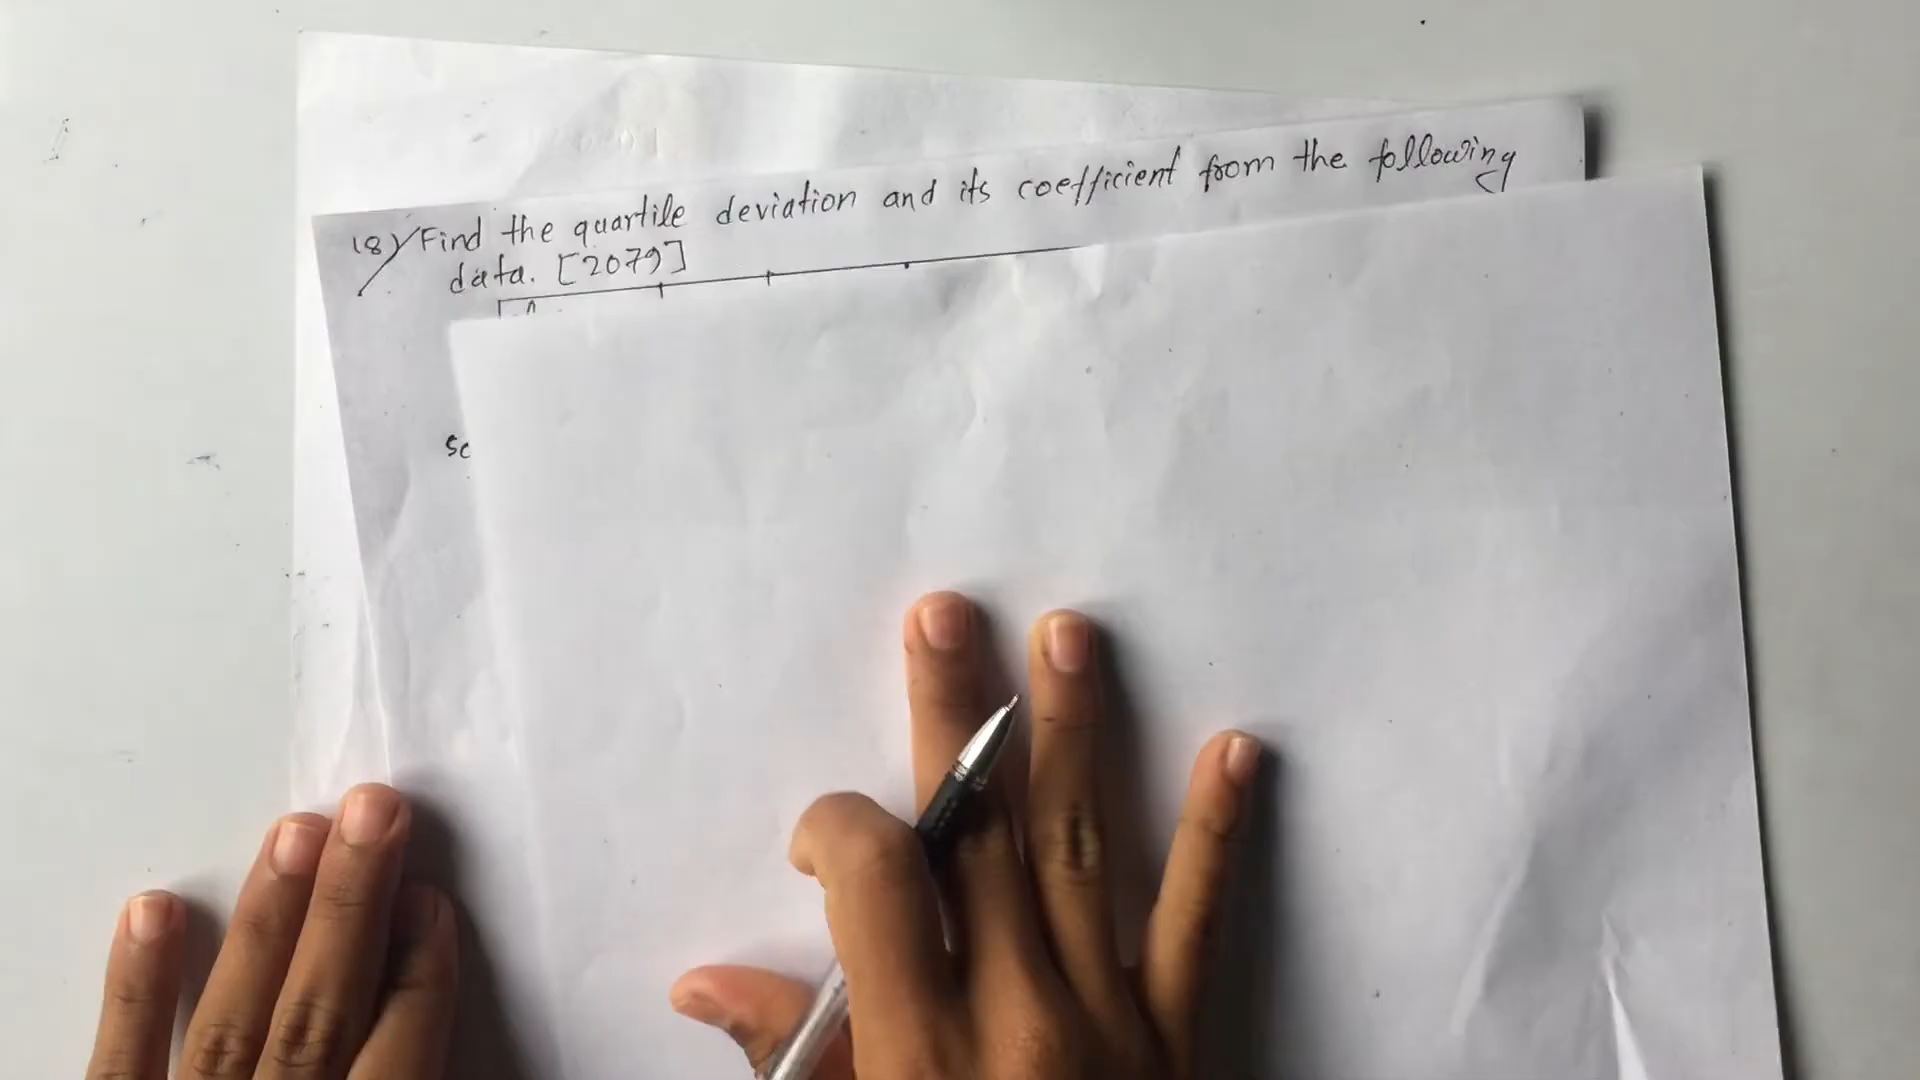 18) Find the quartile deviation and its coefficient from the following
data. [2079]